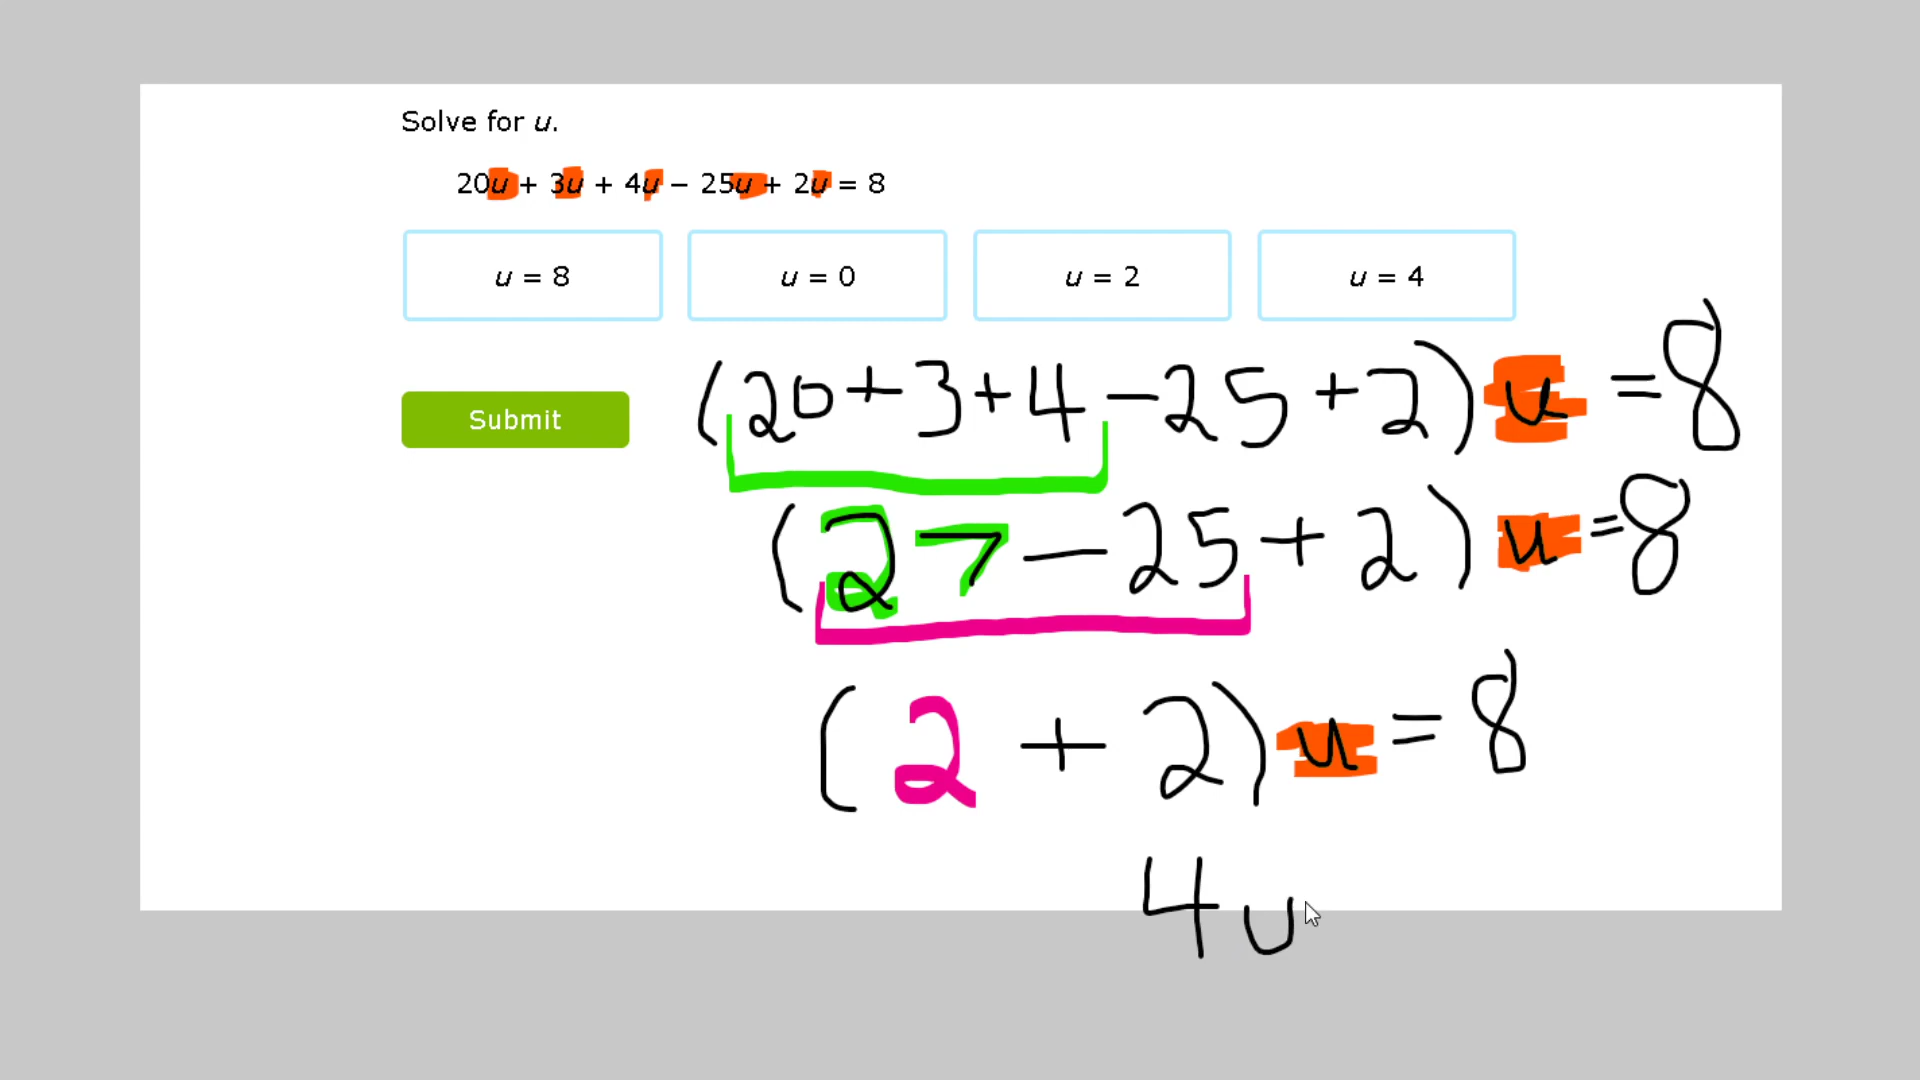 Solve for u.
20u + 3u + 4u − 25u + 2u = 8
u = 8
u = 0
u = 2
u = 4
Submit
(20+3+4-25+2)u=8
(27-25+2)u=8
(2+2)u=8
4u